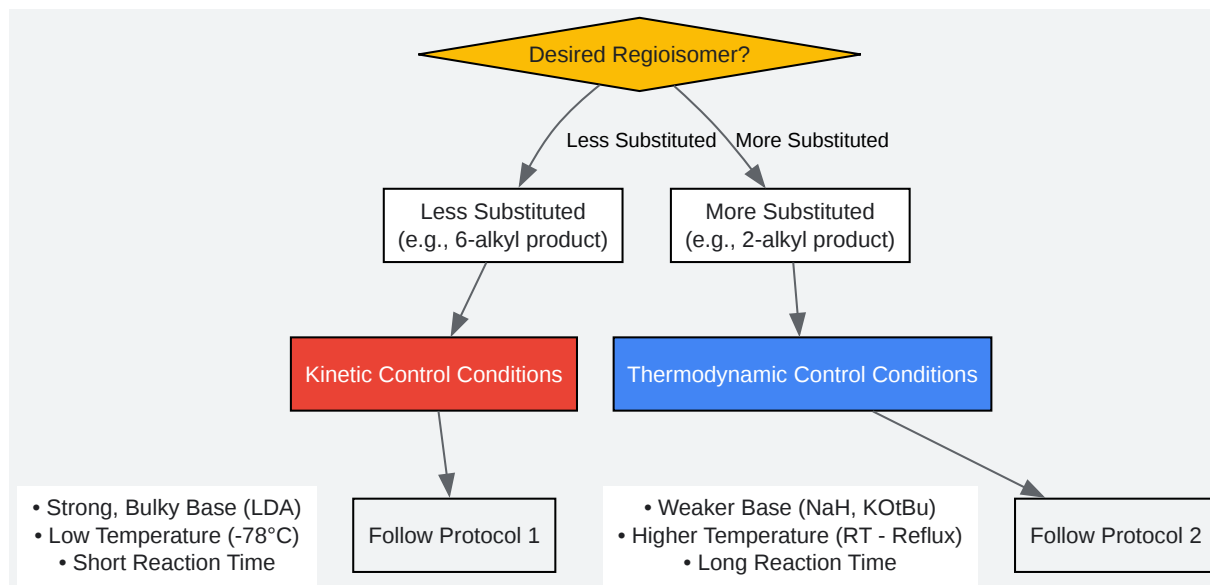 Desired Regioisomer?
Less Substituted
More Substituted
Less Substituted
(e.g., 6-alkyl product)
More Substituted
(e.g., 2-alkyl product)
Kinetic Control Conditions
Thermodynamic Control Conditions
• Strong, Bulky Base (LDA)
• Low Temperature (-78°C)
• Short Reaction Time
Follow Protocol 1
• Weaker Base (NaH, KOtBu)
• Higher Temperature (RT - Reflux)
• Long Reaction Time
Follow Protocol 2